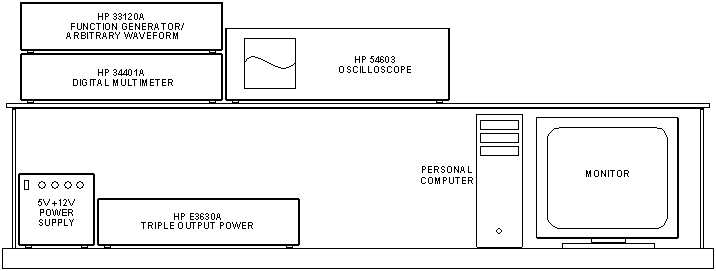 HP 33120A
FUNCTION GENERATOR/
ARBITRARY WAVEFORM
HP 34401A
DIGITAL MULTIMETER
HP 54603
OSCILLOSCOPE
PERSONAL
COMPUTER
MONITOR
5V+12V
POWER
SUPPLY
HP E3630A
TRIPLE OUTPUT POWER